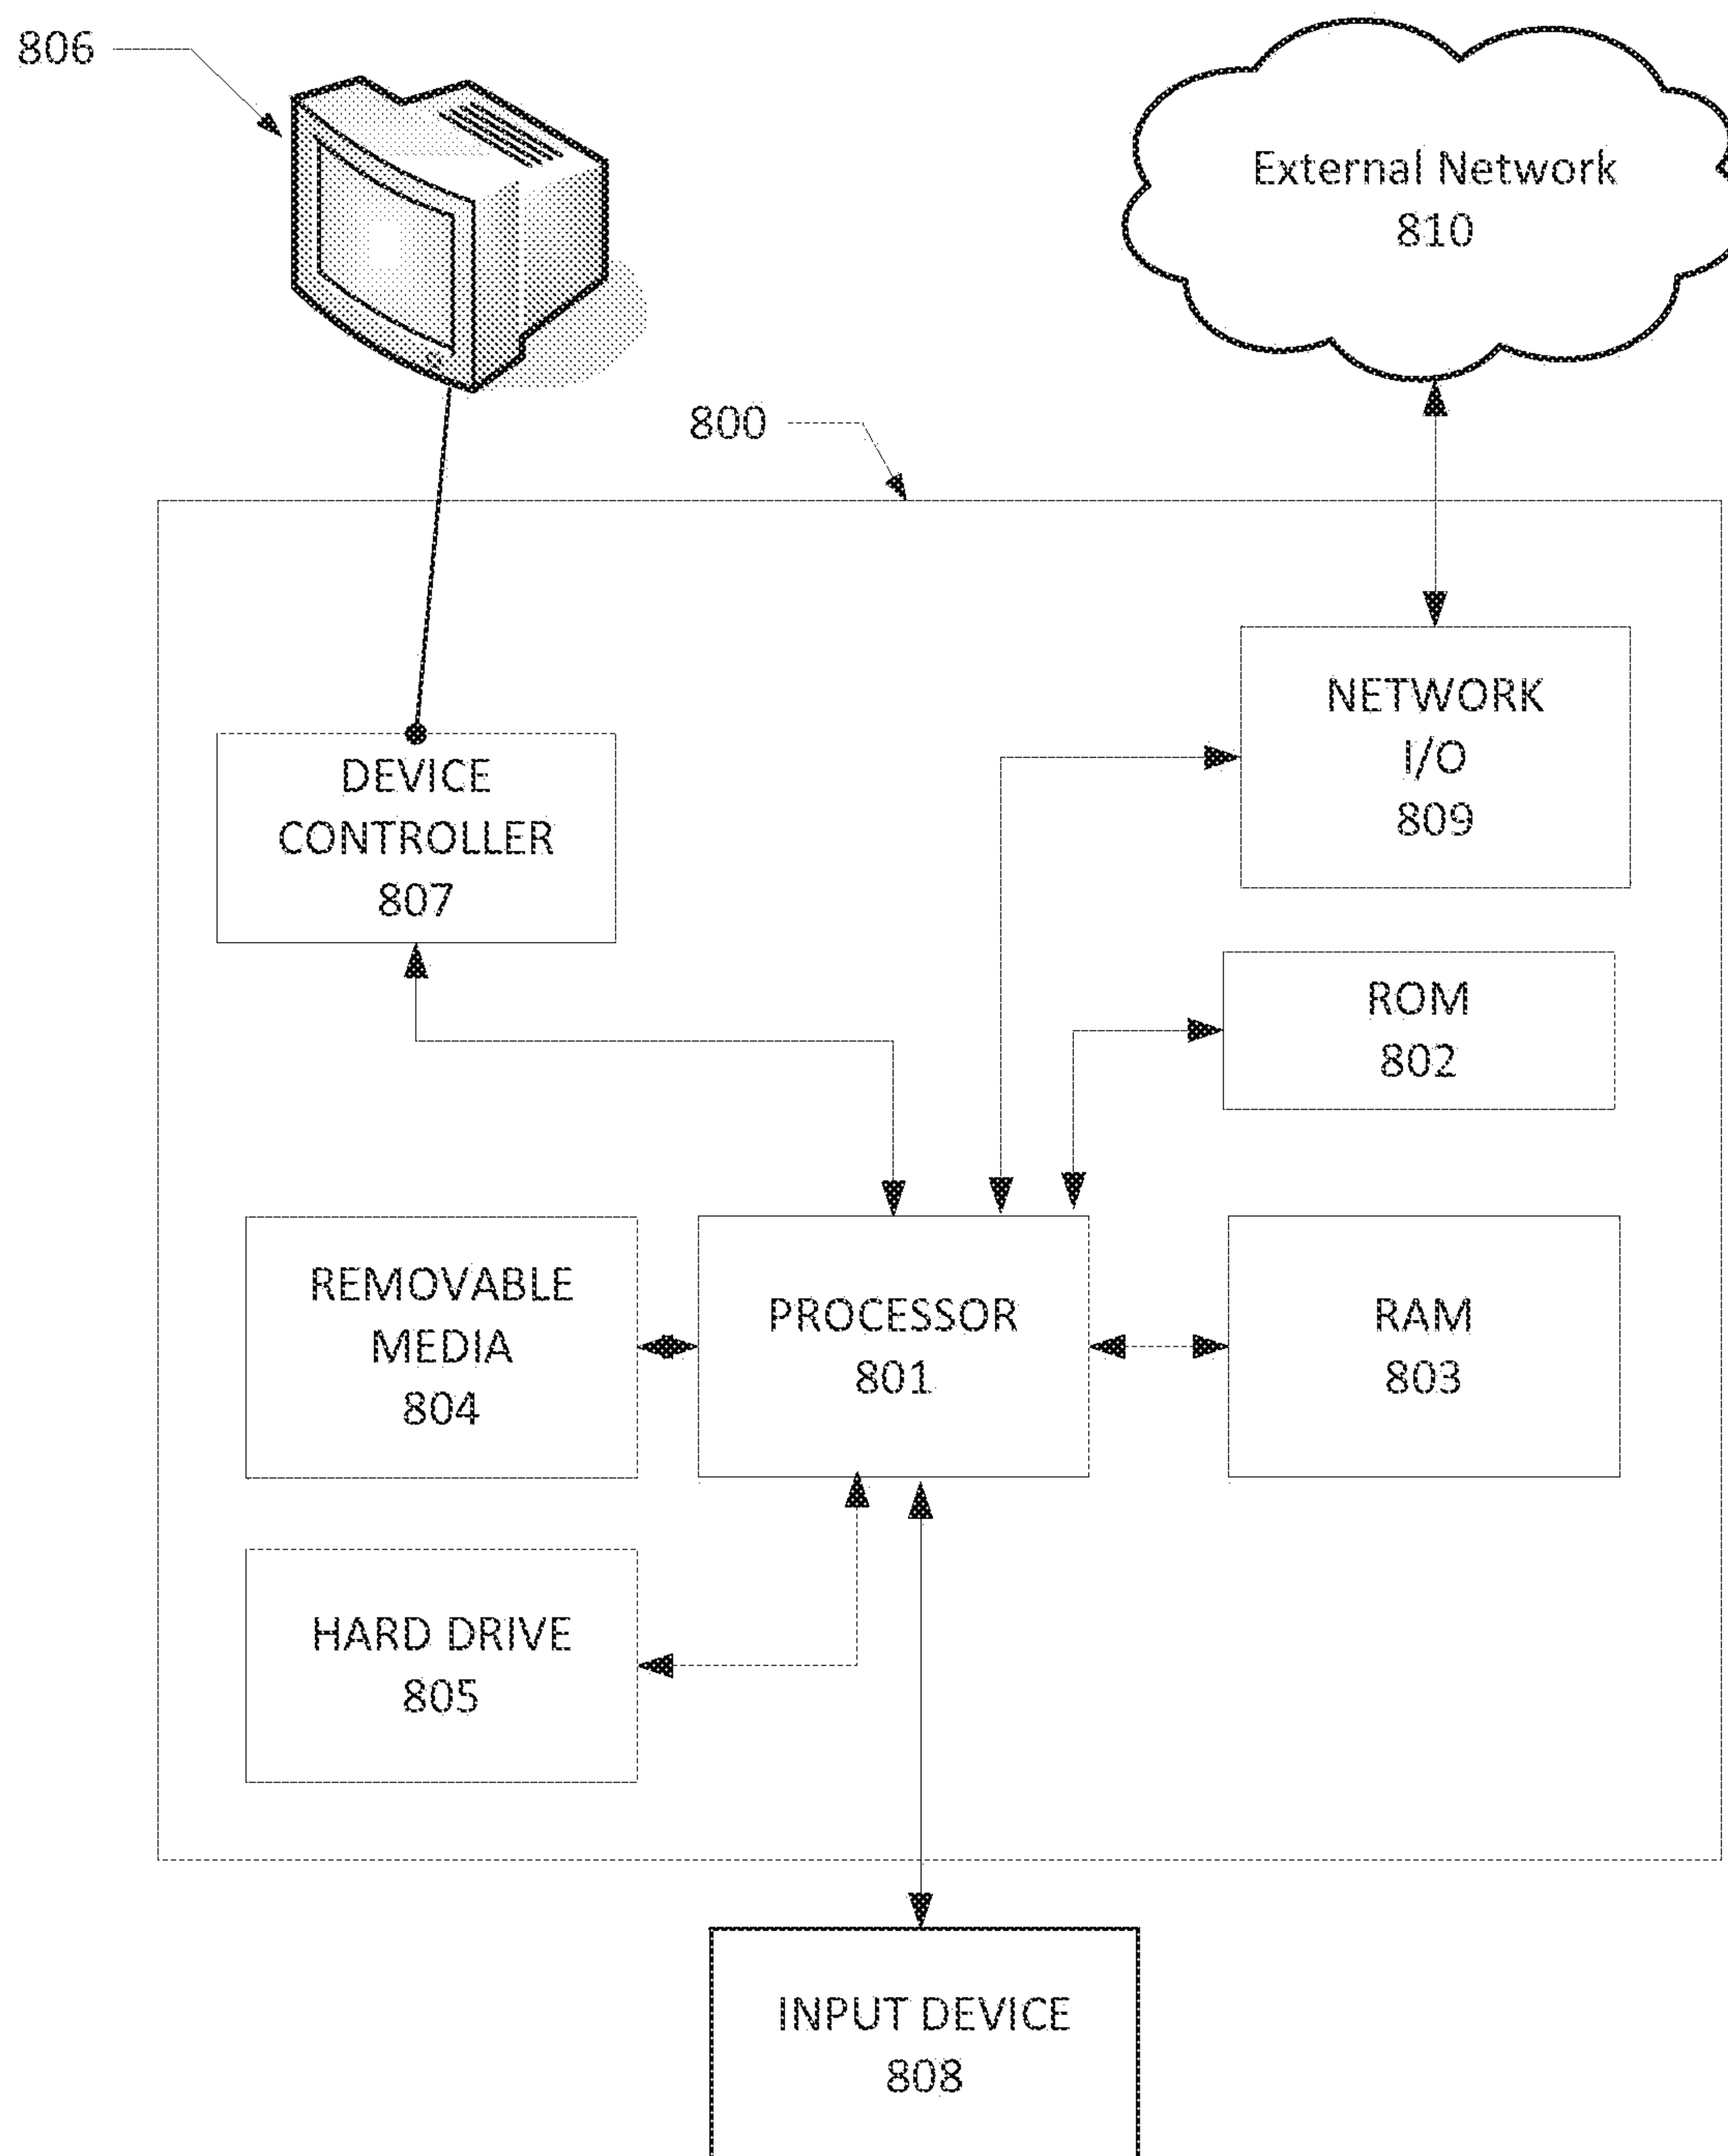 806
External Network
810
800
NETWORK
I/O
809
DEVICE
CONTROLLER
807
ROM
802
REMOVABLE
MEDIA
804
PROCESSOR
801
RAM
803
HARD DRIVE
805
INPUT DEVICE
808